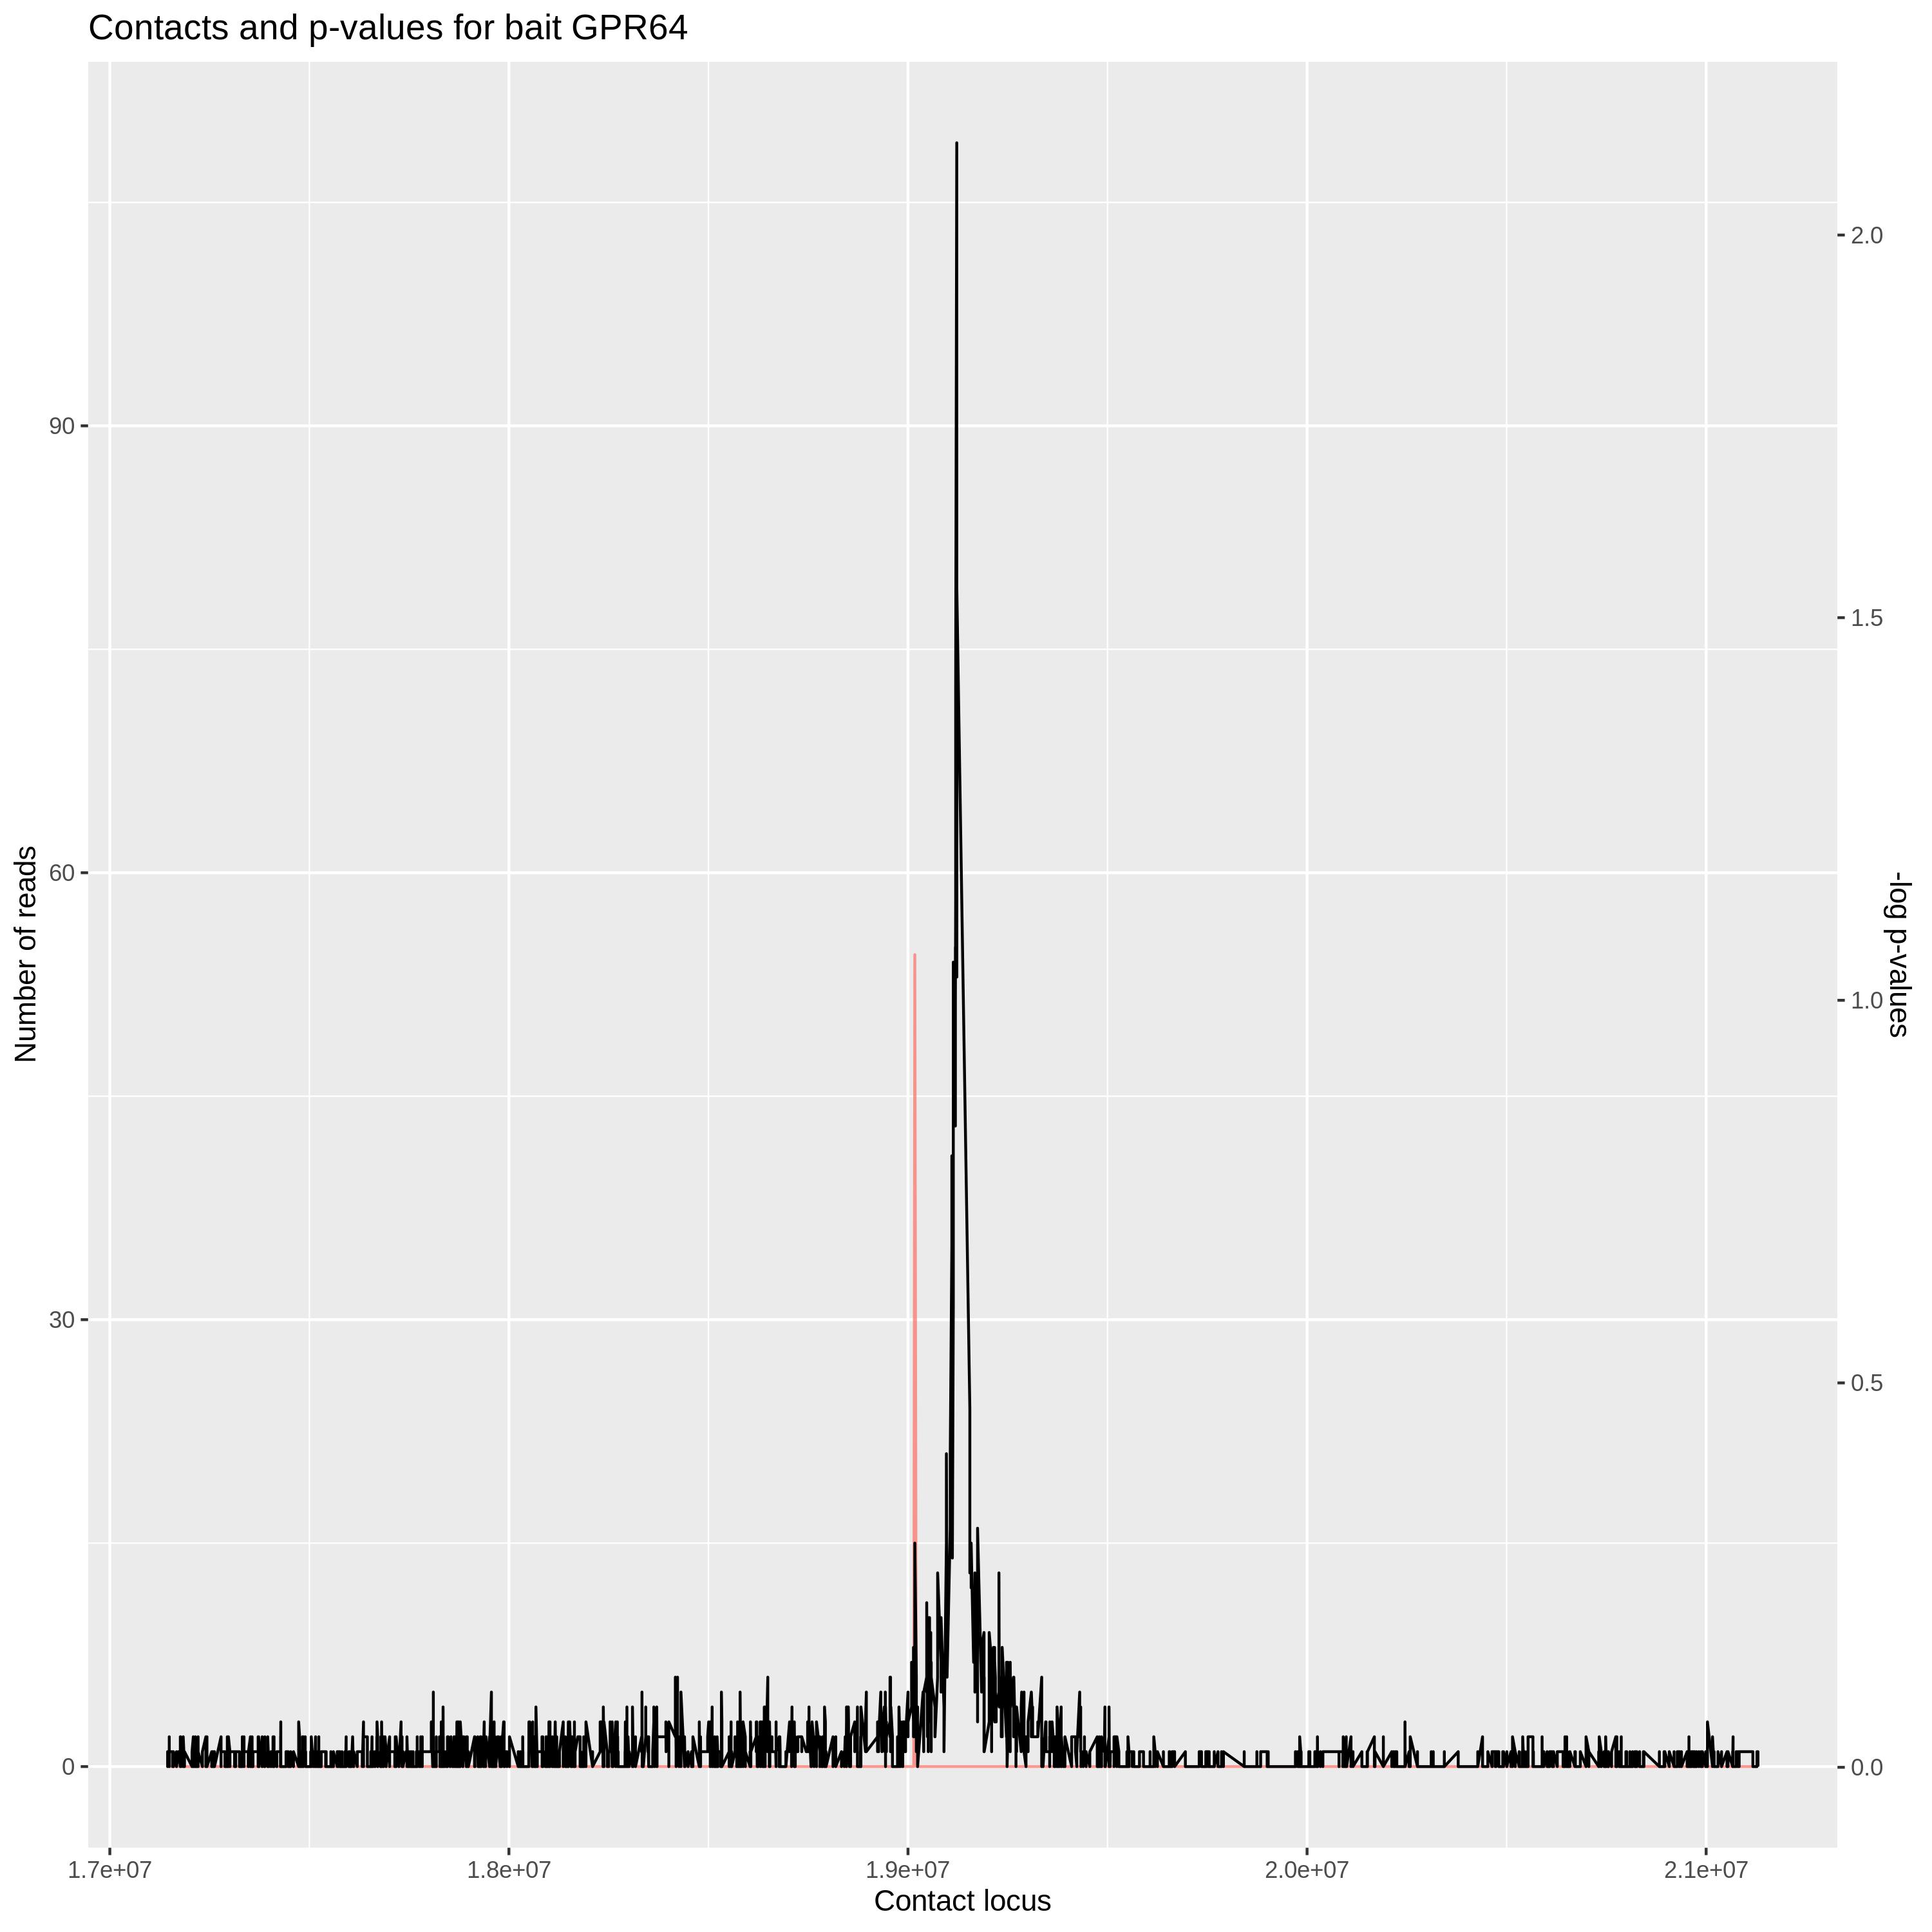 Contacts and p-values for bait GPR64
Number of reads
90
60
30
0
2.0
1.5
1.0
0.5
0.0
-log p-values
1.7e+07 1.8e+07 1.9e+07 2.0e+07 2.1e+07
Contact locus